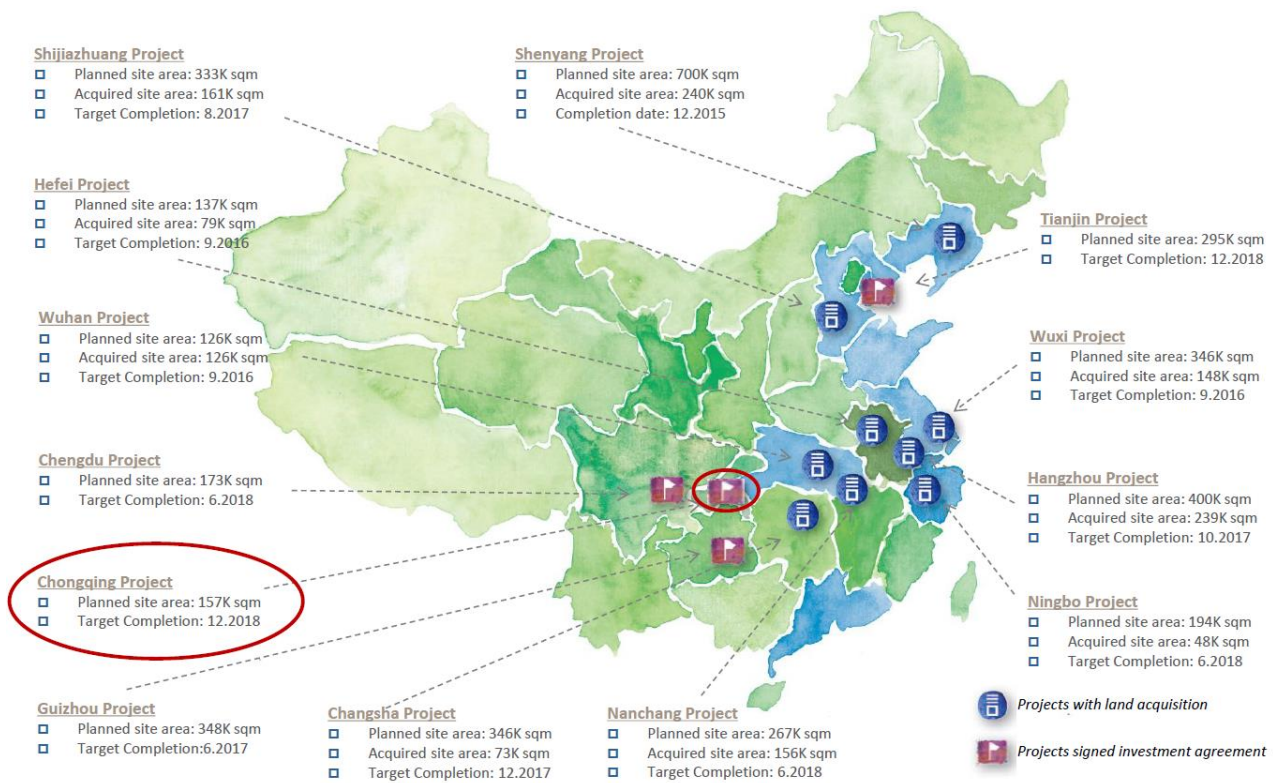 Shijiazhuang Project
Planned site area: 333K sqm
Acquired site area: 161K sqm
Target Completion: 8.2017
Shenyang Project
Planned site area: 700K sqm
Acquired site area: 240K sqm
Completion date: 12.2015
Hefei Project
Planned site area: 137K sqm
Acquired site area: 79K sqm
Target Completion: 9.2016
Tianjin Project
Planned site area: 295K sqm
Target Completion: 12.2018
Wuhan Project
Planned site area: 126K sqm
Acquired site area: 126K sqm
Target Completion: 9.2016
Wuxi Project
Planned site area: 346K sqm
Acquired site area: 148K sqm
Target Completion: 9.2016
Chengdu Project
Planned site area: 173K sqm
Target Completion: 6.2018
Hangzhou Project
Planned site area: 400K sqm
Acquired site area: 239K sqm
Target Completion: 10.2017
Chongqing Project
Planned site area: 157K sqm
Target Completion: 12.2018
Ningbo Project
Planned site area: 194K sqm
Acquired site area: 48K sqm
Target Completion: 6.2018
Guizhou Project
Planned site area: 348K sqm
Target Completion:6.2017
Changsha Project
Planned site area: 346K sqm
Acquired site area: 73K sqm
Target Completion: 12.2017
Nanchang Project
Planned site area: 267K sqm
Acquired site area: 156K sqm
Target Completion: 6.2018
Projects with land acquisition
Projects signed investment agreement